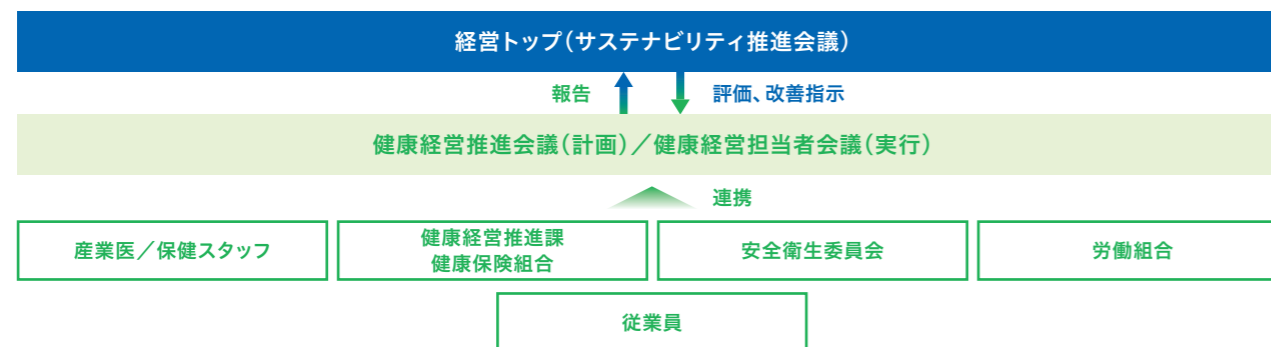 経営トップ（サステナビリティ推進会議）
報告
評価、改善指示
健康経営推進会議（計画）／健康経営担当者会議（実行）
連携
産業医／保健スタッフ
健康経営推進課
健康保険組合
安全衛生委員会
労働組合
従業員